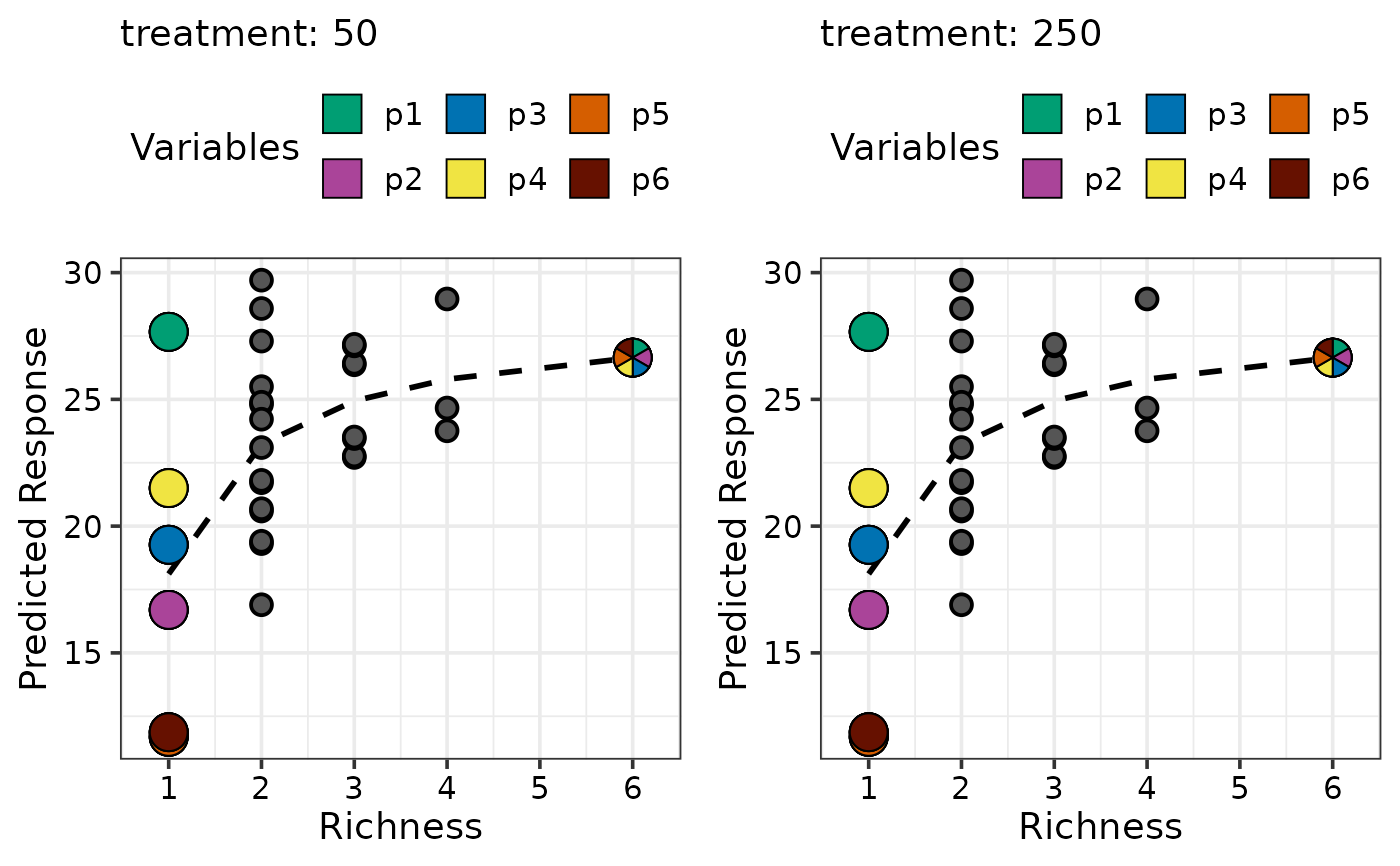 treatment: 50
Variables
p1 p3 p5
p2 p4 p6
30
25
20
15
Predicted Response
1 2 3 4 5 6
Richness
treatment: 250
Variables
p1 p3 p5
p2 p4 p6
30
25
20
15
Predicted Response
1 2 3 4 5 6
Richness